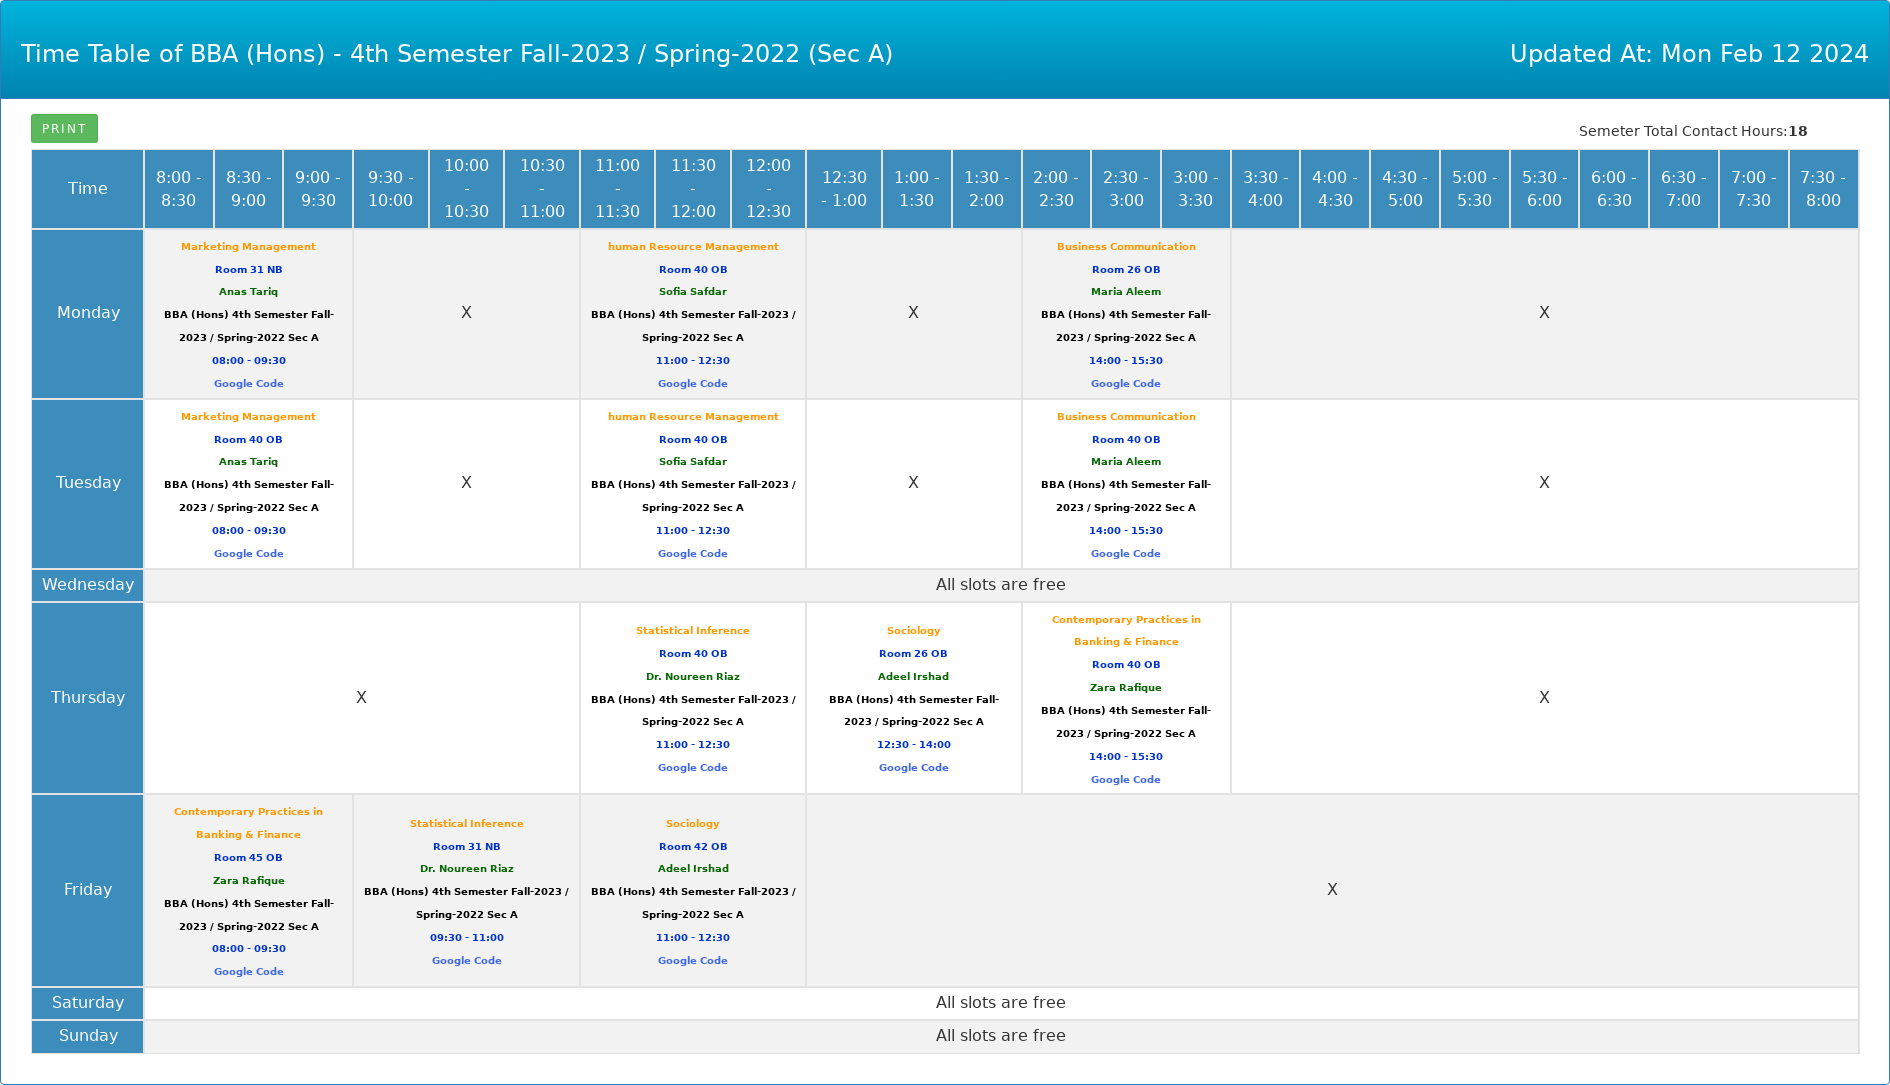 Time Table of BBA (Hons) - 4th Semester Fall-2023 / Spring-2022 (Sec A)
Updated At: Mon Feb 12 2024
PRINT
Semeter Total Contact Hours:18
Time
8:00 -
8:30
8:30 -
9:00
9:00 -
9:30
9:30 -
10:00
10:00
-
10:30
10:30
-
11:00
11:00
-
11:30
11:30
-
12:00
12:00
-
12:30
12:30
- 1:00
1:00 -
1:30
1:30 -
2:00
2:00 -
2:30
2:30 -
3:00
3:00 -
3:30
3:30 -
4:00
4:00 -
4:30
4:30 -
5:00
5:00 -
5:30
5:30 -
6:00
6:00 -
6:30
6:30 -
7:00
7:00 -
7:30
7:30 -
8:00
Monday
Marketing Management
Room 31 NB
Anas Tariq
BBA (Hons) 4th Semester Fall-
2023 / Spring-2022 Sec A
08:00 - 09:30
Google Code
X
human Resource Management
Room 40 OB
Sofia Safdar
BBA (Hons) 4th Semester Fall-2023 /
Spring-2022 Sec A
11:00 - 12:30
Google Code
X
Business Communication
Room 26 OB
Maria Aleem
BBA (Hons) 4th Semester Fall-
2023 / Spring-2022 Sec A
14:00 - 15:30
Google Code
X
Tuesday
Marketing Management
Room 40 OB
Anas Tariq
BBA (Hons) 4th Semester Fall-
2023 / Spring-2022 Sec A
08:00 - 09:30
Google Code
X
human Resource Management
Room 40 OB
Sofia Safdar
BBA (Hons) 4th Semester Fall-2023 /
Spring-2022 Sec A
11:00 - 12:30
Google Code
X
Business Communication
Room 40 OB
Maria Aleem
BBA (Hons) 4th Semester Fall-
2023 / Spring-2022 Sec A
14:00 - 15:30
Google Code
X
Wednesday
All slots are free
Thursday
X
Statistical Inference
Room 40 OB
Dr. Noureen Riaz
BBA (Hons) 4th Semester Fall-2023 /
Spring-2022 Sec A
11:00 - 12:30
Google Code
Sociology
Room 26 OB
Adeel Irshad
BBA (Hons) 4th Semester Fall-
2023 / Spring-2022 Sec A
12:30 - 14:00
Google Code
Contemporary Practices in
Banking & Finance
Room 40 OB
Zara Rafique
BBA (Hons) 4th Semester Fall-
2023 / Spring-2022 Sec A
14:00 - 15:30
Google Code
X
Friday
Contemporary Practices in
Banking & Finance
Room 45 OB
Zara Rafique
BBA (Hons) 4th Semester Fall-
2023 / Spring-2022 Sec A
08:00 - 09:30
Google Code
Statistical Inference
Room 31 NB
Dr. Noureen Riaz
BBA (Hons) 4th Semester Fall-2023 /
Spring-2022 Sec A
09:30 - 11:00
Google Code
Sociology
Room 42 OB
Adeel Irshad
BBA (Hons) 4th Semester Fall-2023 /
Spring-2022 Sec A
11:00 - 12:30
Google Code
X
Saturday
All slots are free
Sunday
All slots are free